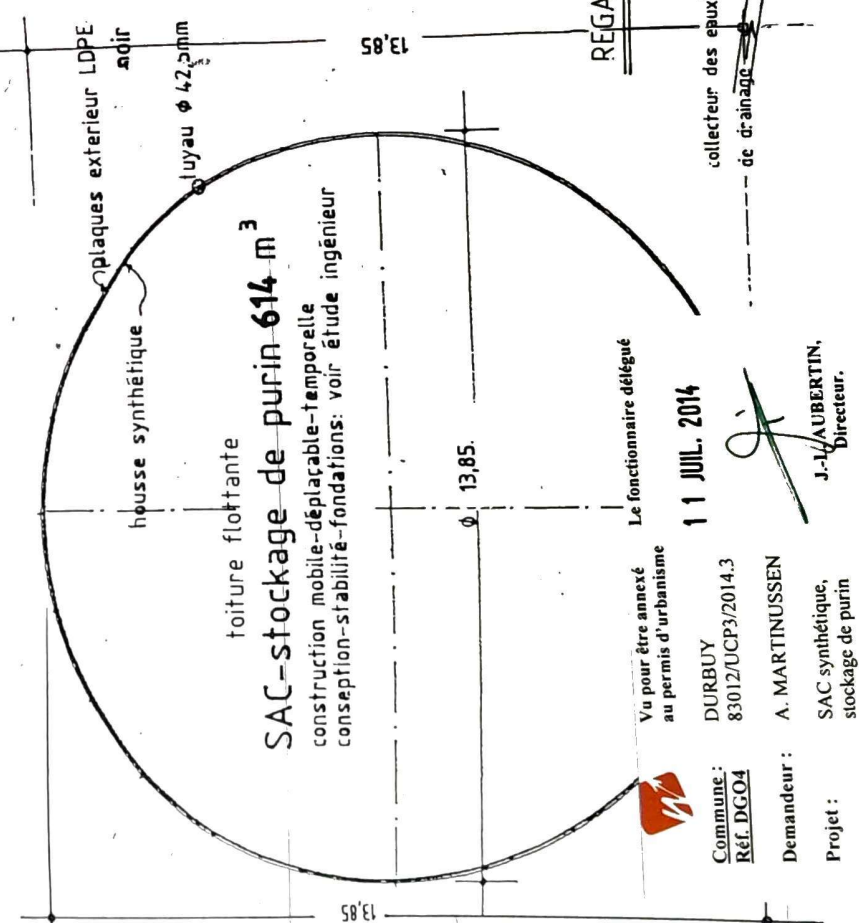 plaques exterieur LDPE
noir
tuyau ϕ 42,5mm
13,85
REGA
collecteur des eaux
de drainage
housse synthétique
toiture flottante
SAC-stockage de purin 614 m³
construction mobile-déplaçable-temporelle
conseption-stabilité-fondations: voir étude ingénieur
ϕ 13,85.
13,85
Vu pour être annexé
au permis d'urbanisme
Le fonctionnaire délégué
11 JUIL. 2014
Commune : DURBUY
Réf. DGO4 83012/UCP3/2014.3
Demandeur : A. MARTINUSSEN
J.-L. AUBERTIN,
Directeur.
Projet : SAC synthétique,
stockage de purin